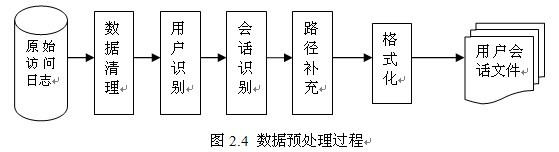 原始
访问
日志
数据清理
用户识别
会话识别
路径补充
格式化
用户会
话文件
图 2.4 数据预处理过程